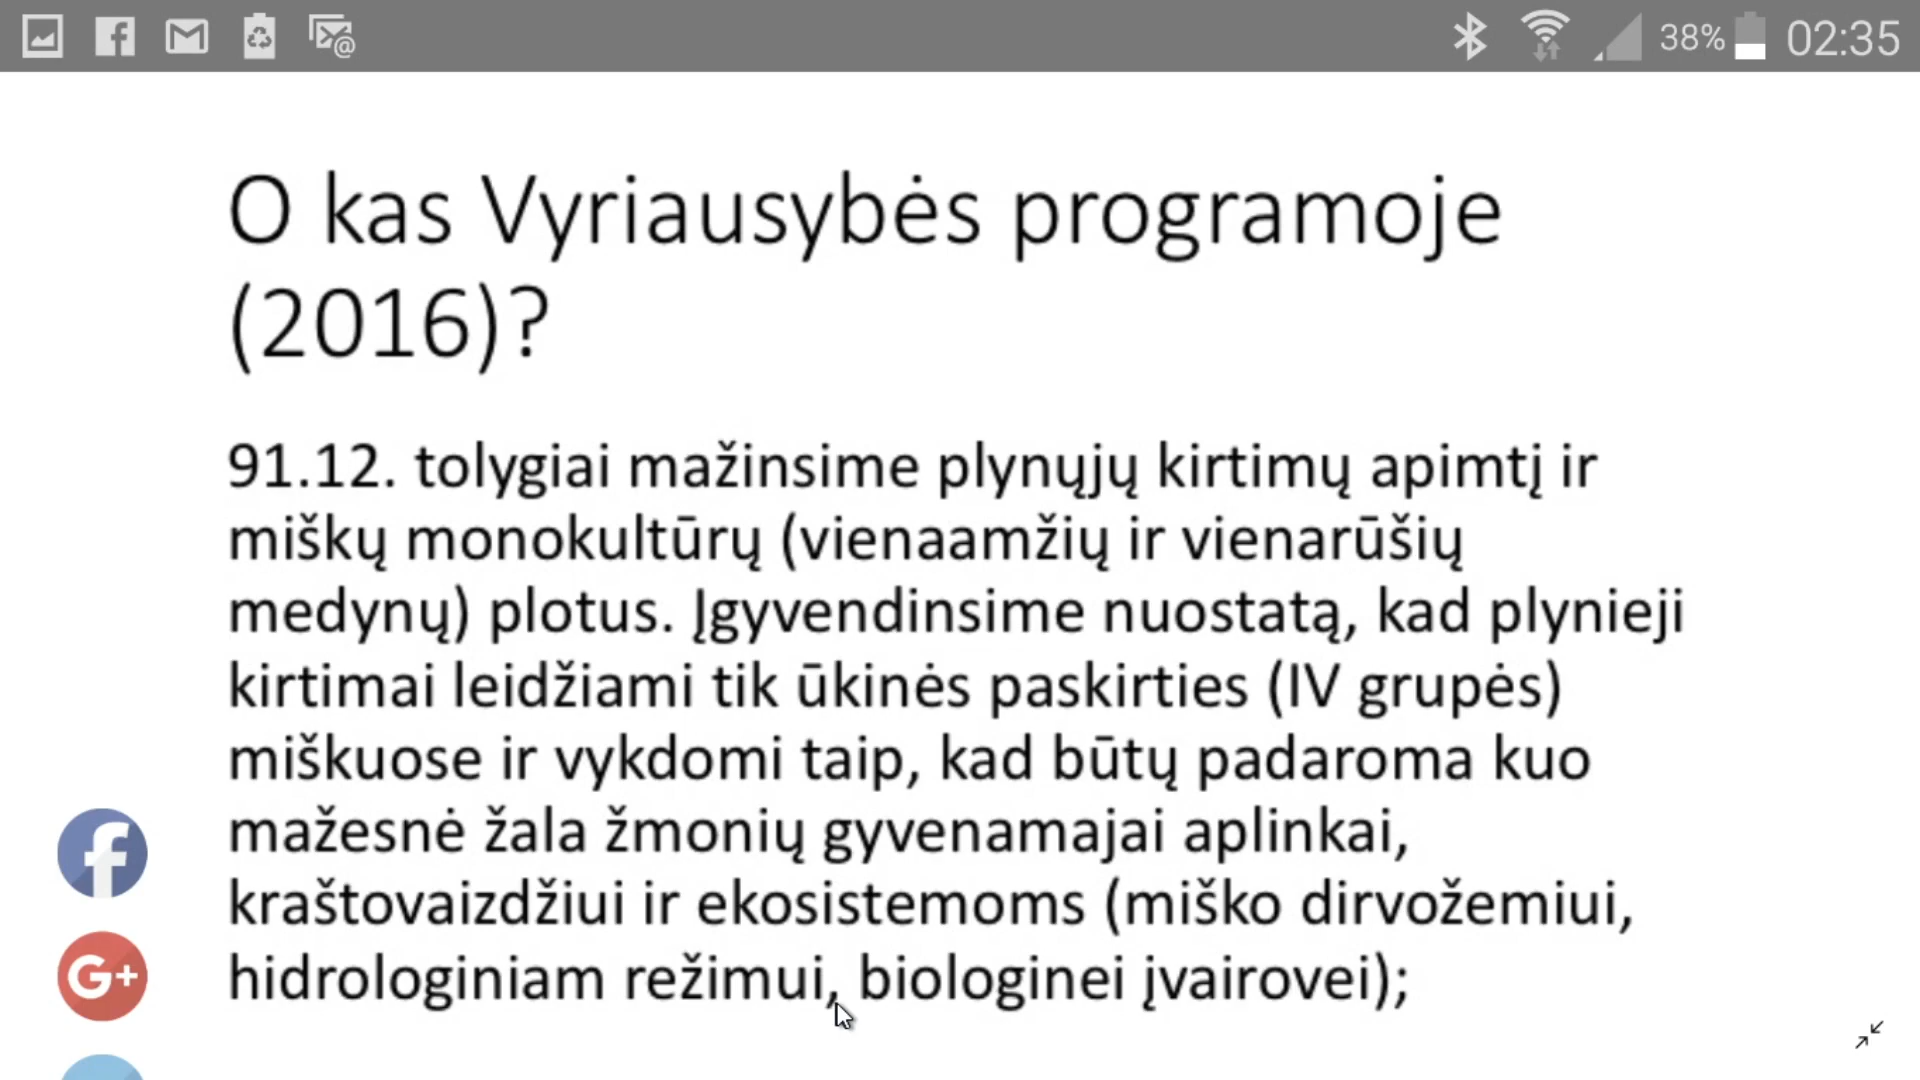 38% 02:35
O kas Vyriausybės programoje
(2016)?
91.12. tolygiai mažinsime plynųjų kirtimų apimtį ir
miškų monokultūrų (vienaamžių ir vienarūšių
medynų) plotus. Įgyvendinsime nuostatą, kad plynieji
kirtimai leidžiami tik ūkinės paskirties (IV grupės)
miškuose ir vykdomi taip, kad būtų padaroma kuo
mažesnė žala žmonių gyvenamajai aplinkai,
kraštovaizdžiui ir ekosistemoms (miško dirvožemiui,
hidrologiniam režimui, biologinei įvairovei);
G+